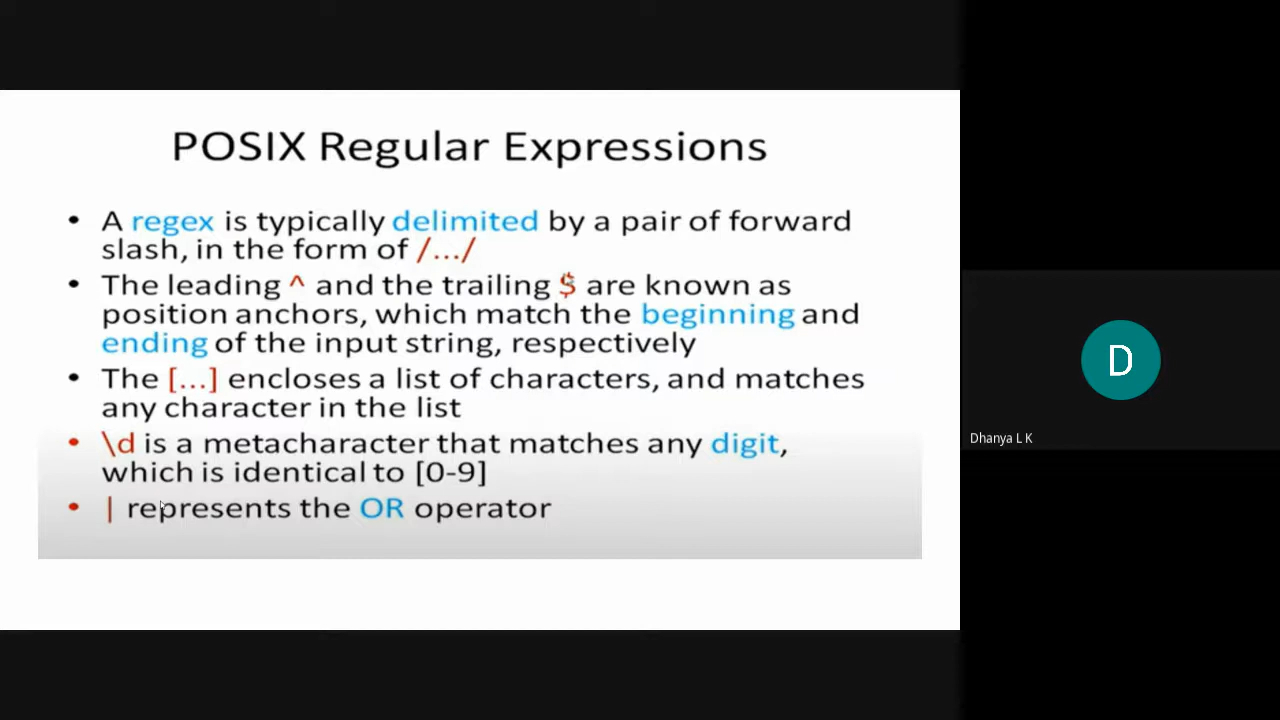 POSIX Regular Expressions
• A regex is typically delimited by a pair of forward
slash, in the form of /.../
• The leading ^ and the trailing $ are known as
position anchors, which match the beginning and
ending of the input string, respectively
• The [...] encloses a list of characters, and matches
any character in the list
• \d is a metacharacter that matches any digit,
which is identical to [0-9]
• | represents the OR operator
D
Dhanya L K